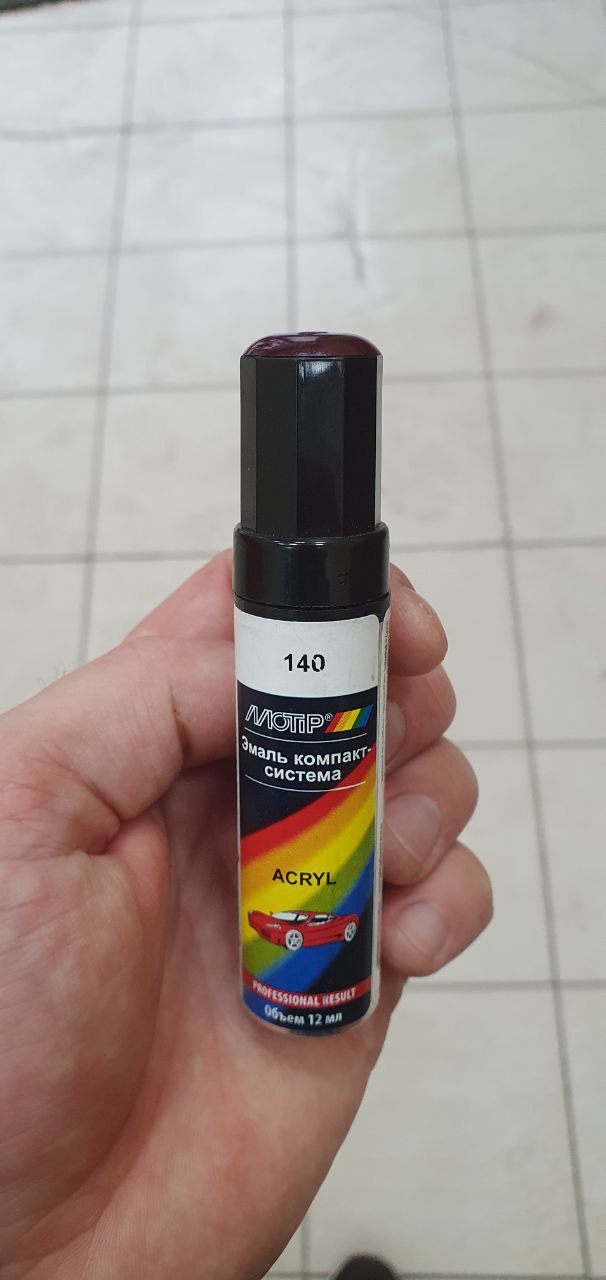 140
MOTIP®
Эмаль компакт-
система
ACRYL
PROFESSIONAL RESULT
Объем 12 мл